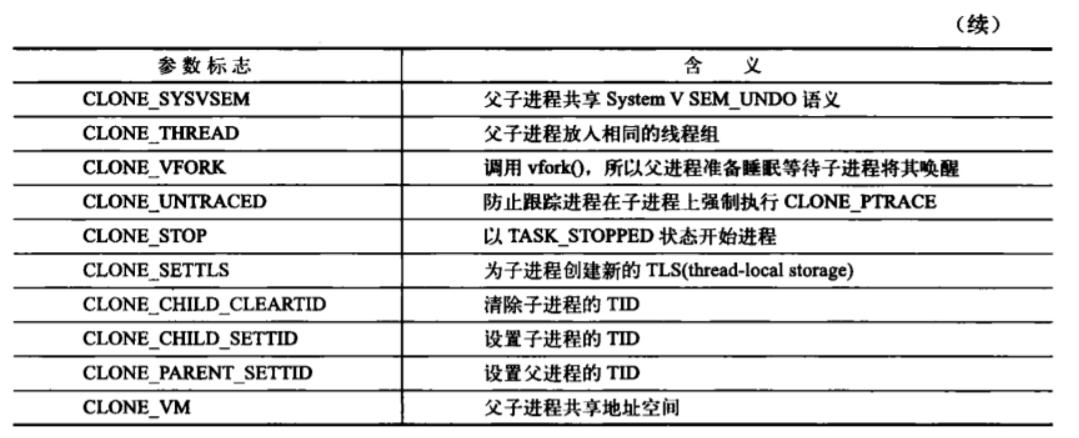 （续）
参数标志 含 义
CLONE_SYSVSEM 父子进程共享 System V SEM_UNDO 语义
CLONE_THREAD 父子进程放入相同的线程组
CLONE_VFORK 调用 vfork()，所以父进程准备睡眠等待子进程将其唤醒
CLONE_UNTRACED 防止跟踪进程在子进程上强制执行 CLONE_PTRACE
CLONE_STOP 以 TASK_STOPPED 状态开始进程
CLONE_SETTLS 为子进程创建新的 TLS(thread-local storage)
CLONE_CHILD_CLEARTID 清除子进程的 TID
CLONE_CHILD_SETTID 设置子进程的 TID
CLONE_PARENT_SETTID 设置父进程的 TID
CLONE_VM 父子进程共享地址空间